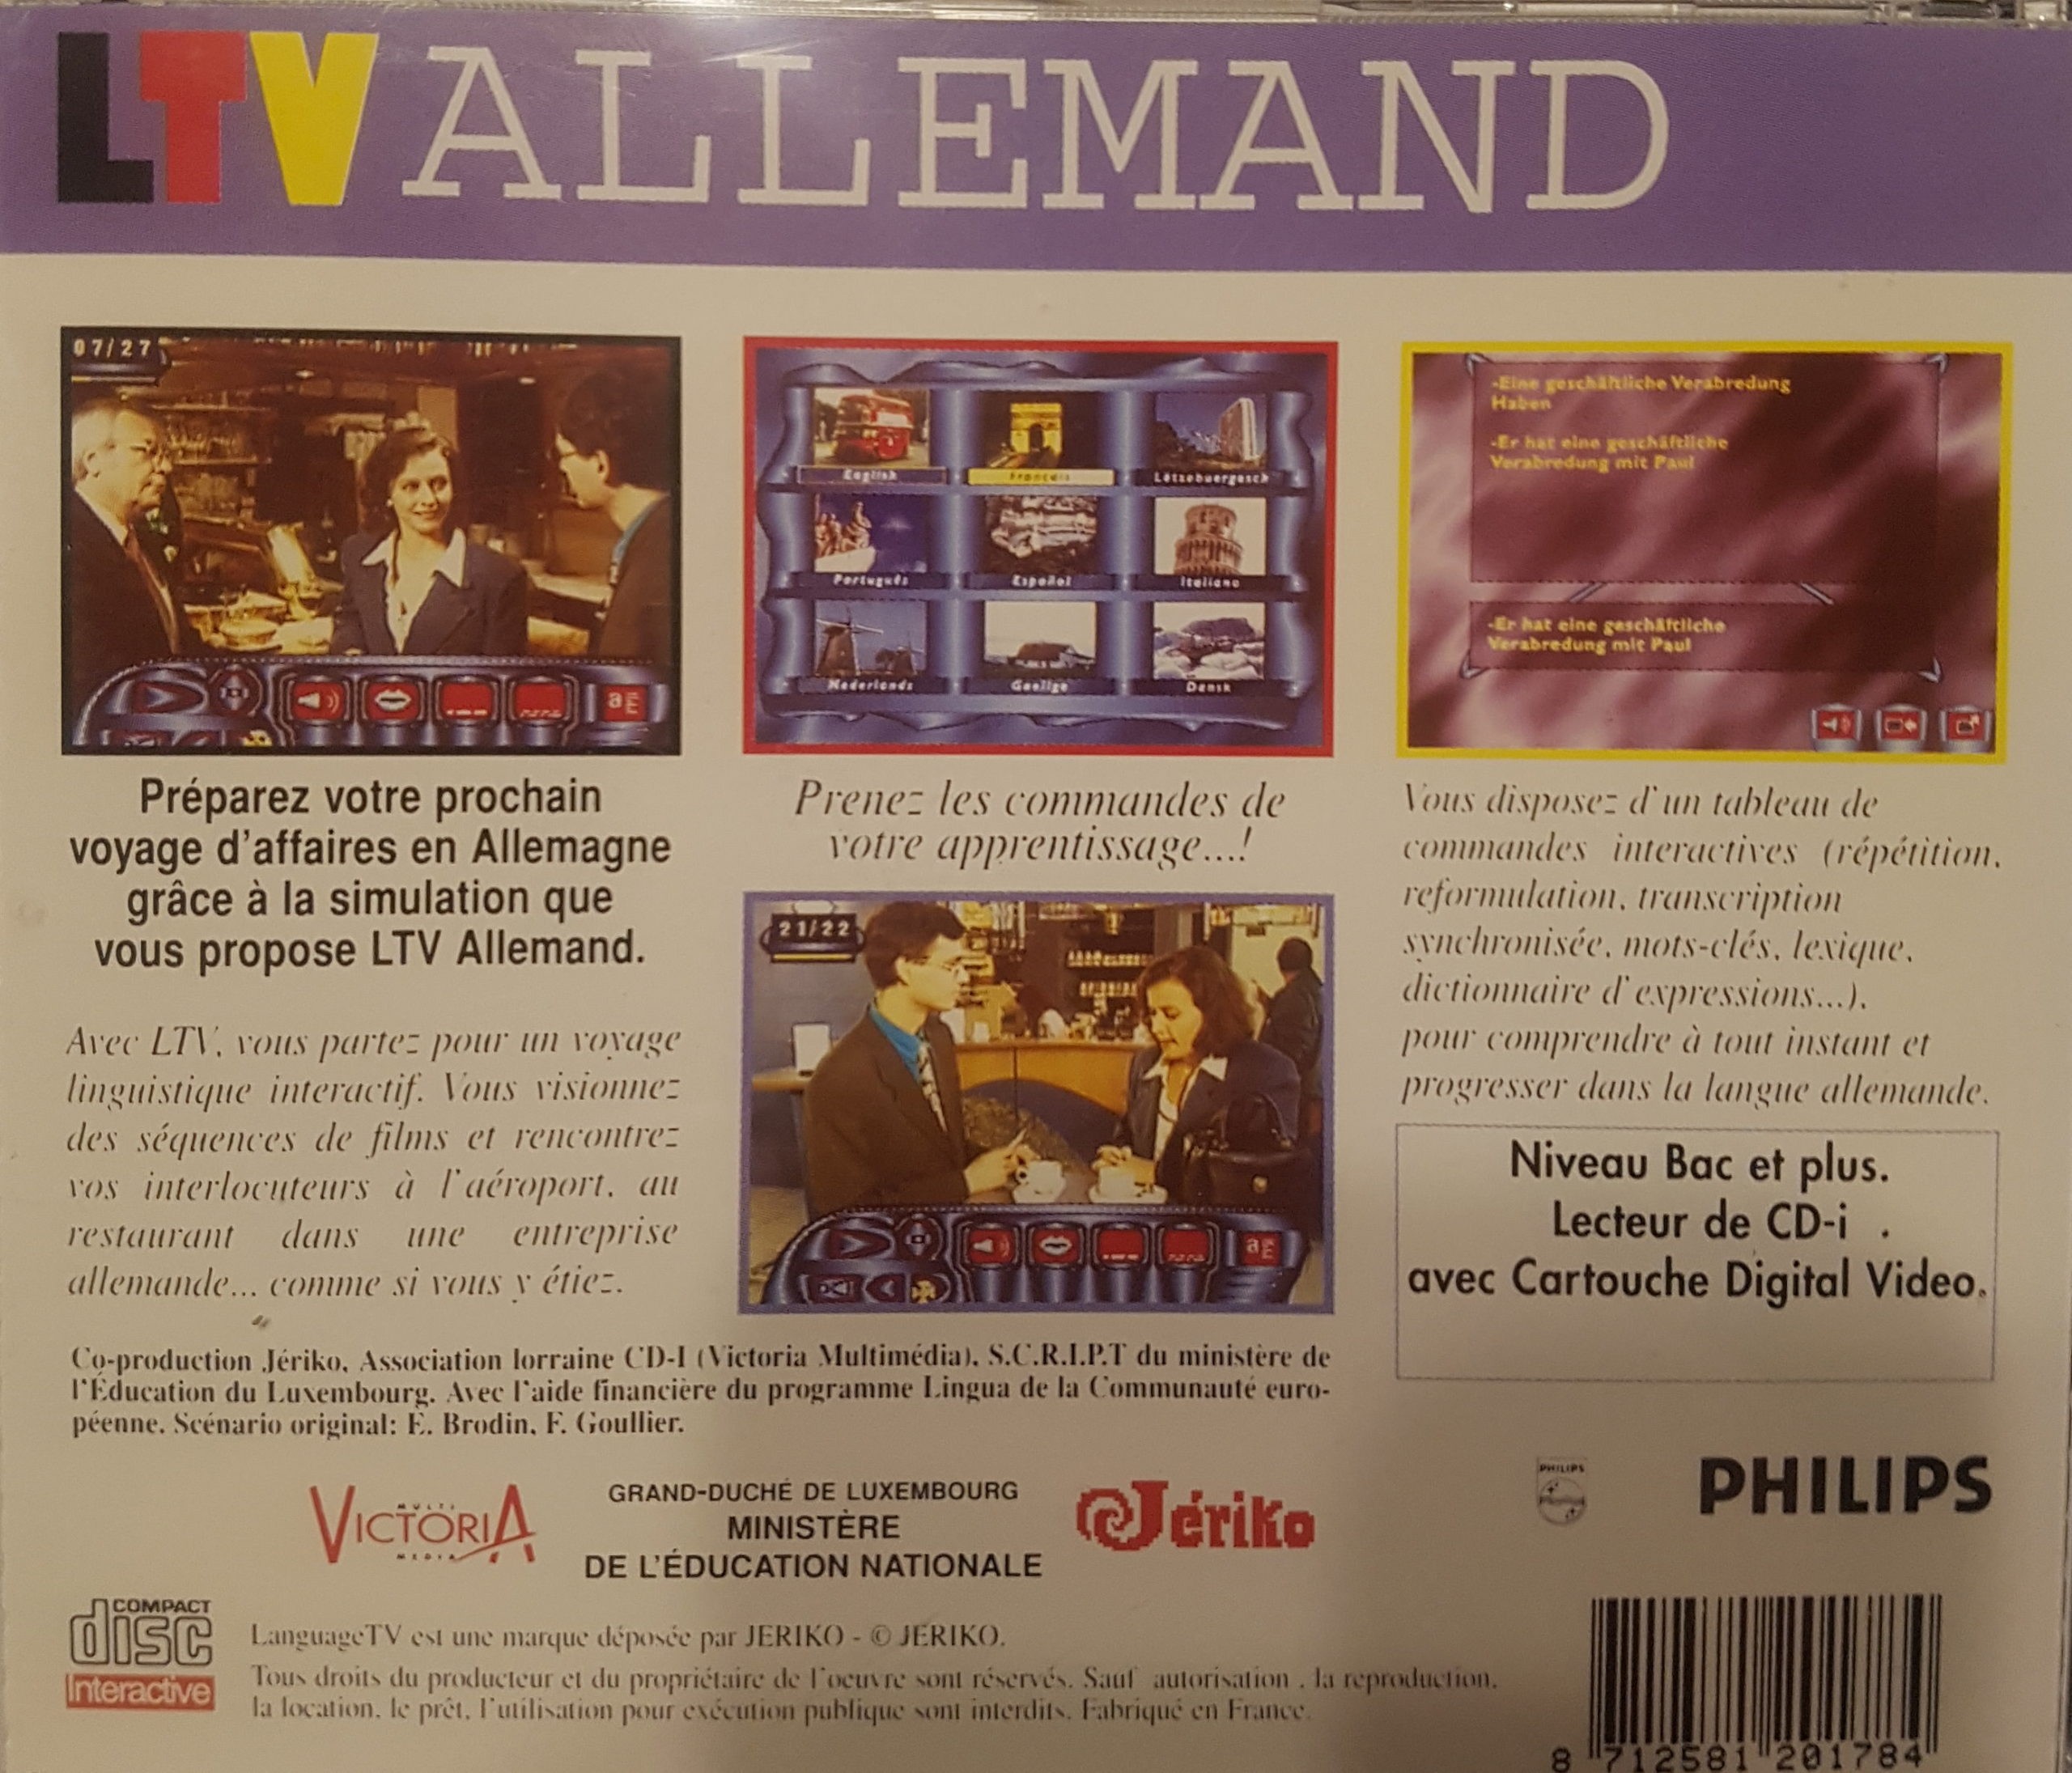 LTV ALLEMAND
07/27
English
Français
Lëtzebuergesch
Português
Español
Italiano
Nederlands
Gaeilge
Dansk
-Eine geschäftliche Verabredung
Haben
-Er hat eine geschäftliche
Verabredung mit Paul
-Er hat eine geschäftliche
Verabredung mit Paul
Préparez votre prochain
voyage d'affaires en Allemagne
grâce à la simulation que
vous propose LTV Allemand.
Avec LTV, vous partez pour un voyage
linguistique interactif. Vous visionnez
des séquences de films et rencontrez
vos interlocuteurs à l'aéroport, au
restaurant dans une entreprise
allemande... comme si vous y étiez.
Prenez les commandes de
votre apprentissage...!
21/22
Vous disposez d'un tableau de
commandes interactives (répétition,
reformulation, transcription
synchronisée, mots-clés, lexique,
dictionnaire d'expressions...),
pour comprendre à tout instant et
progresser dans la langue allemande.
Niveau Bac et plus.
Lecteur de CD-i .
avec Cartouche Digital Video.
Co-production Jériko, Association lorraine CD-I (Victoria Multimédia), S.C.R.I.P.T du ministère de
l'Éducation du Luxembourg. Avec l'aide financière du programme Lingua de la Communauté euro-
péenne. Scénario original: E. Brodin, F. Goullier.
MULTI
VICTORIA
MEDIA
GRAND-DUCHÉ DE LUXEMBOURG
MINISTÈRE
DE L'ÉDUCATION NATIONALE
Jériko
PHILIPS
PHILIPS
COMPACT
disc
Interactive
LanguageTV est une marque déposée par JERIKO - © JERIKO.
Tous droits du producteur et du propriétaire de l'oeuvre sont réservés. Sauf autorisation , la reproduction,
la location, le prêt, l'utilisation pour exécution publique sont interdits. Fabriqué en France.
8 712581 201784